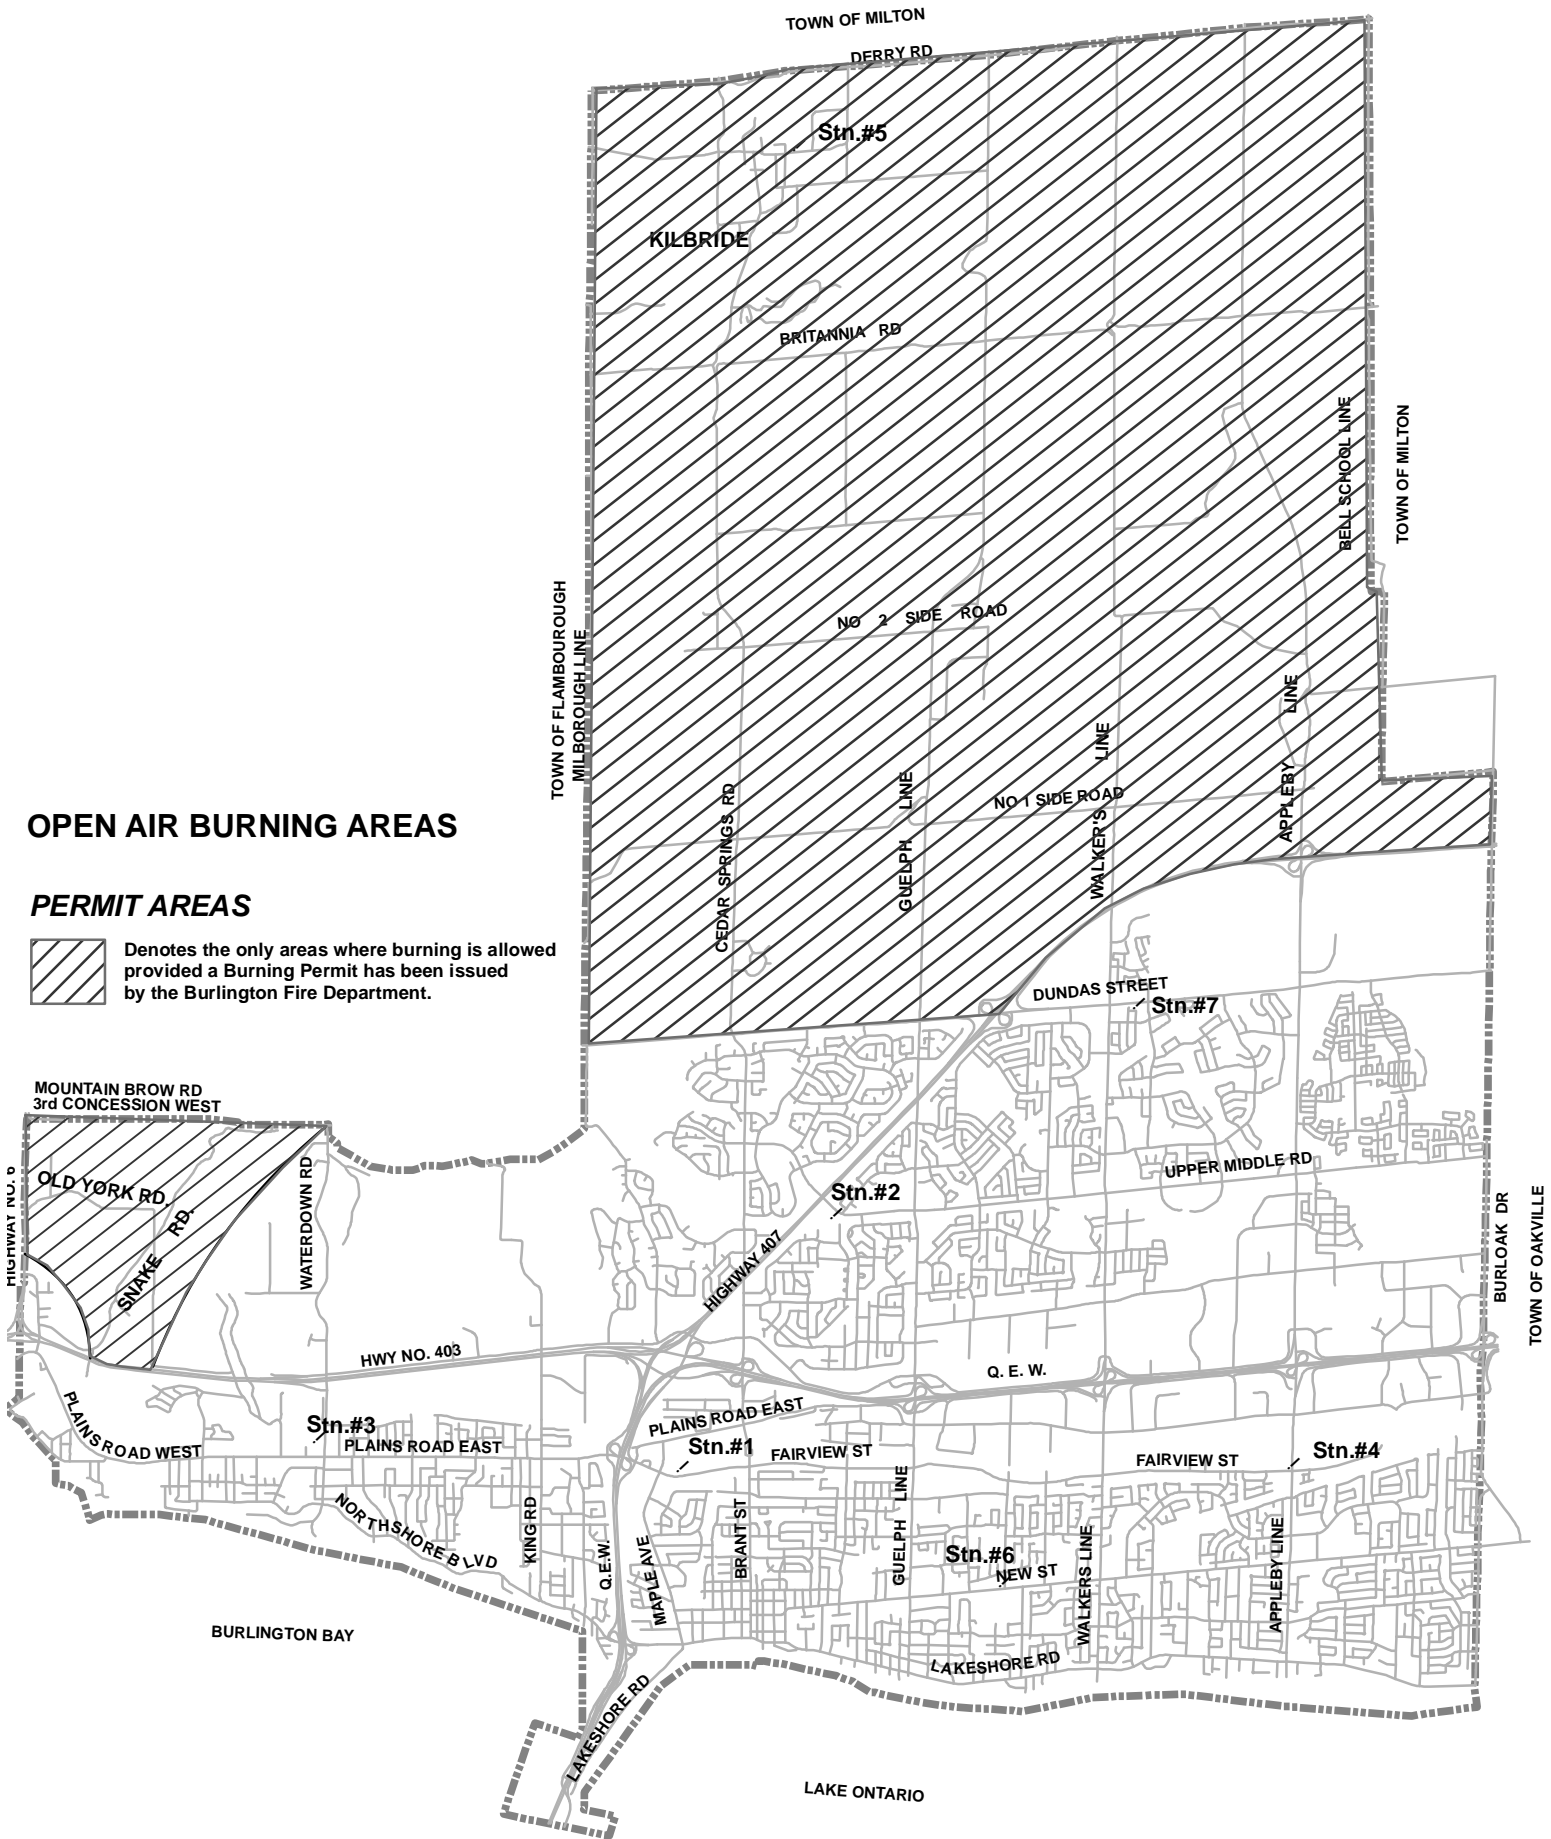 TOWN OF MILTON
DERRY RD
Stn.#5
KILBRIDE
BRITANNIA RD
BELL SCHOOL LINE
TOWN OF MILTON
TOWN OF FLAMBOUROUGH
MILBOROUGH LINE
NO 2 SIDE ROAD
NO 1 SIDE ROAD
CEDAR SPRINGS RD
GUELPH LINE
WALKER'S LINE
APPLEBY LINE
OPEN AIR BURNING AREAS
PERMIT AREAS
Denotes the only areas where burning is allowed
provided a Burning Permit has been issued
by the Burlington Fire Department.
DUNDAS STREET
Stn.#7
MOUNTAIN BROW RD
3rd CONCESSION WEST
HIGHWAY NO. 6
OLD YORK RD.
SNAKE RD.
WATERDOWN RD
Stn.#2
UPPER MIDDLE RD
HIGHWAY 407
BURLOAK DR
TOWN OF OAKVILLE
HWY NO. 403
Q. E. W.
PLAINS ROAD WEST
Stn.#3
PLAINS ROAD EAST
PLAINS ROAD EAST
Stn.#1
FAIRVIEW ST
FAIRVIEW ST
Stn.#4
NORTHSHORE BLVD
KING RD
Q.E.W.
MAPLE AVE
BRANT ST
GUELPH LINE
Stn.#6
NEW ST
WALKERS LINE
APPLEBY LINE
BURLINGTON BAY
LAKESHORE RD
LAKESHORE RD
LAKE ONTARIO